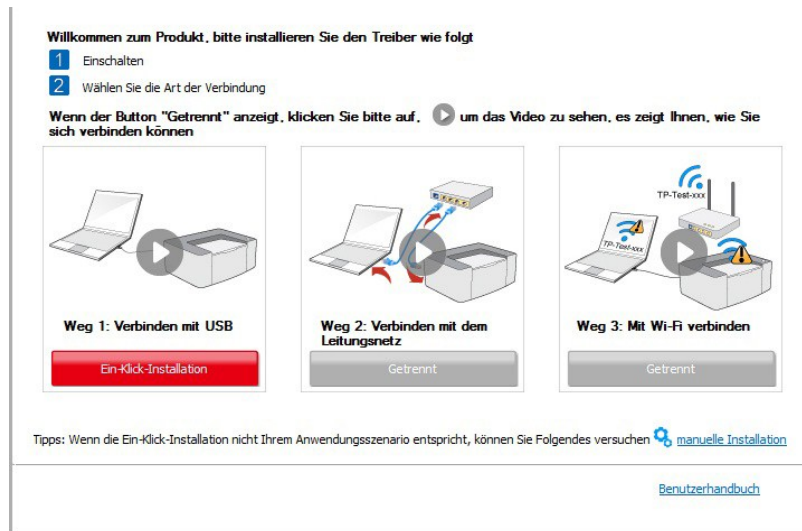 Willkommen zum Produkt, bitte installieren Sie den Treiber wie folgt
1 Einschalten
2 Wählen Sie die Art der Verbindung
Wenn der Button "Getrennt" anzeigt, klicken Sie bitte auf, um das Video zu sehen, es zeigt Ihnen, wie Sie
sich verbinden können
TP-Test-xxx
TP-Test-xxx
Weg 1: Verbinden mit USB
Ein-Klick-Installation
Weg 2: Verbinden mit dem
Leitungsnetz
Getrennt
Weg 3: Mit Wi-Fi verbinden
Getrennt
Tipps: Wenn die Ein-Klick-Installation nicht Ihrem Anwendungsszenario entspricht, können Sie Folgendes versuchen manuelle Installation
Benutzerhandbuch